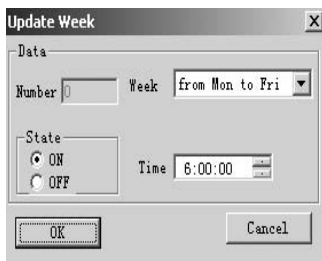 Update Week
Data
Number 0 Week from Mon to Fri
State
ON
OFF
Time 6:00:00
OK Cancel